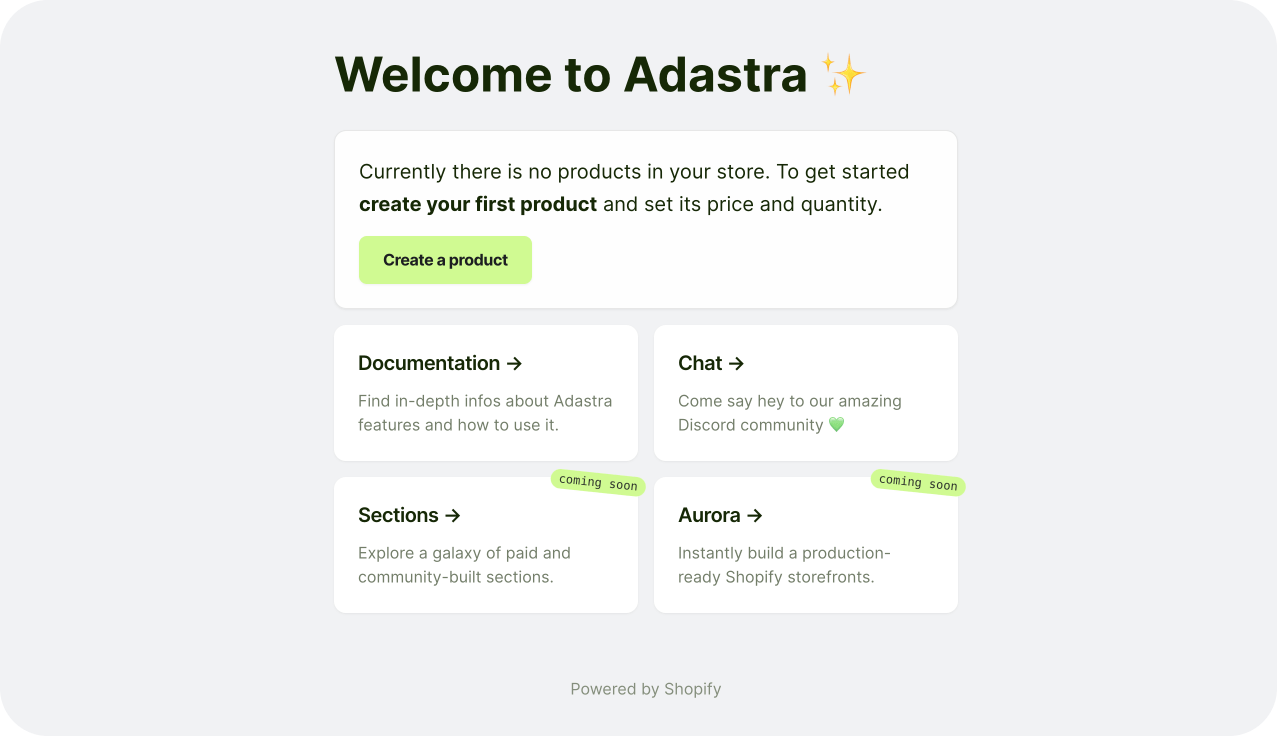 Welcome to Adastra ✨
Currently there is no products in your store. To get started
create your first product and set its price and quantity.
Create a product
Documentation →
Find in-depth infos about Adastra
features and how to use it.
Chat →
Come say hey to our amazing
Discord community 💚
coming soon
Sections →
Explore a galaxy of paid and
community-built sections.
coming soon
Aurora →
Instantly build a production-
ready Shopify storefronts.
Powered by Shopify